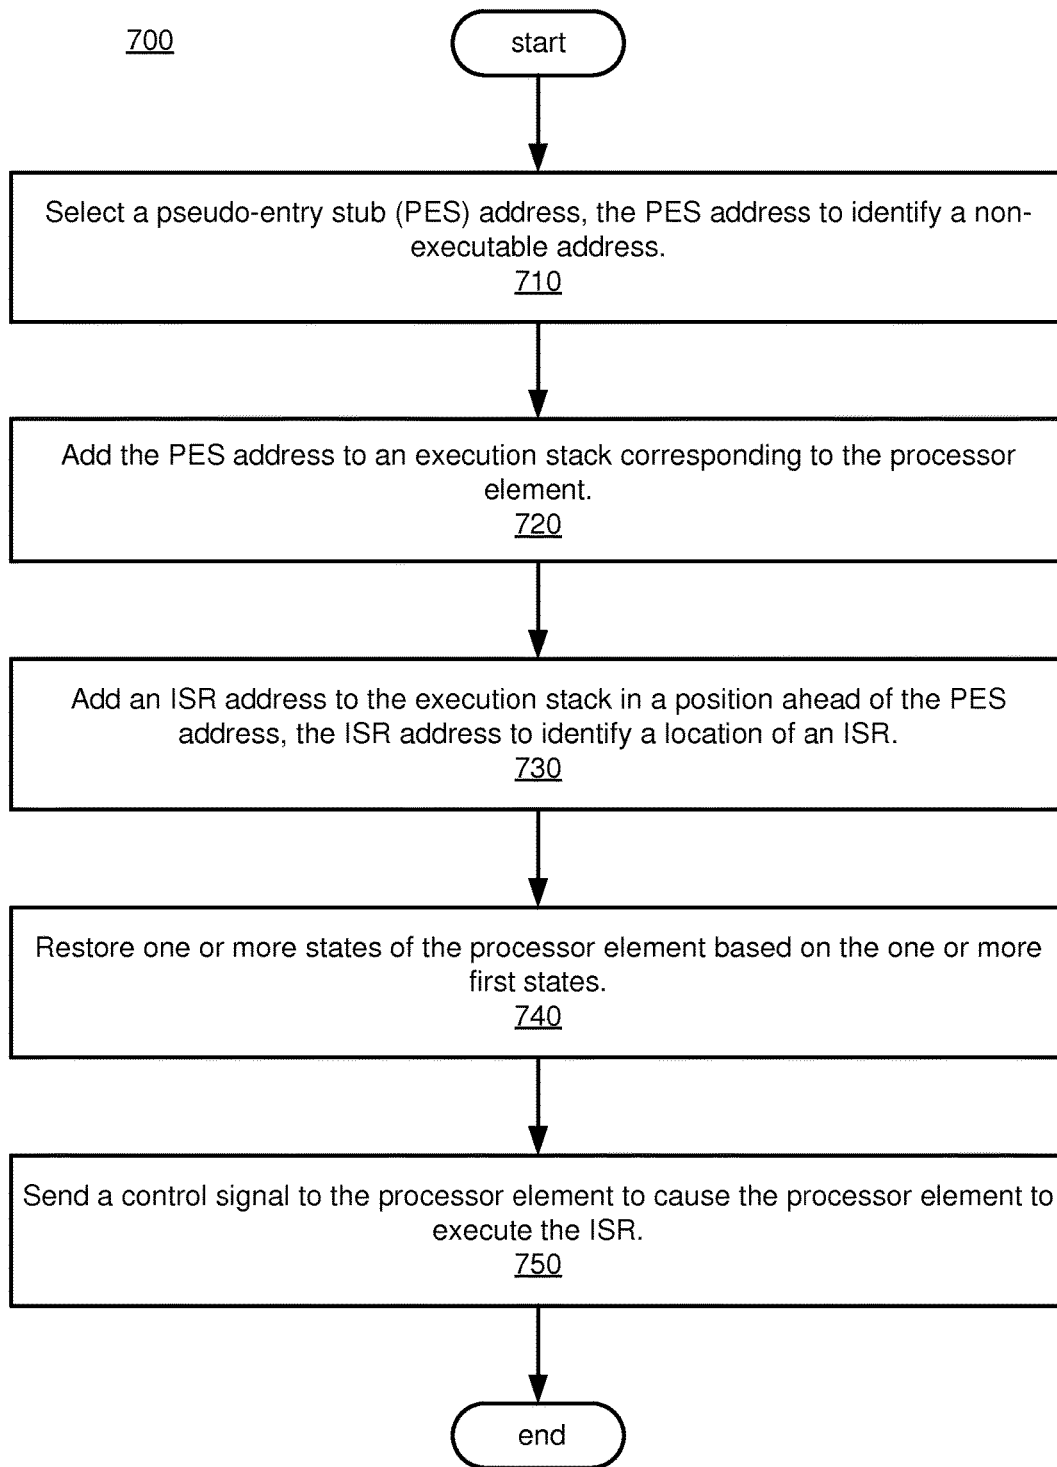 700
start
Select a pseudo-entry stub (PES) address, the PES address to identify a non-
executable address.
710
Add the PES address to an execution stack corresponding to the processor
element.
720
Add an ISR address to the execution stack in a position ahead of the PES
address, the ISR address to identify a location of an ISR.
730
Restore one or more states of the processor element based on the one or more
first states.
740
Send a control signal to the processor element to cause the processor element to
execute the ISR.
750
end